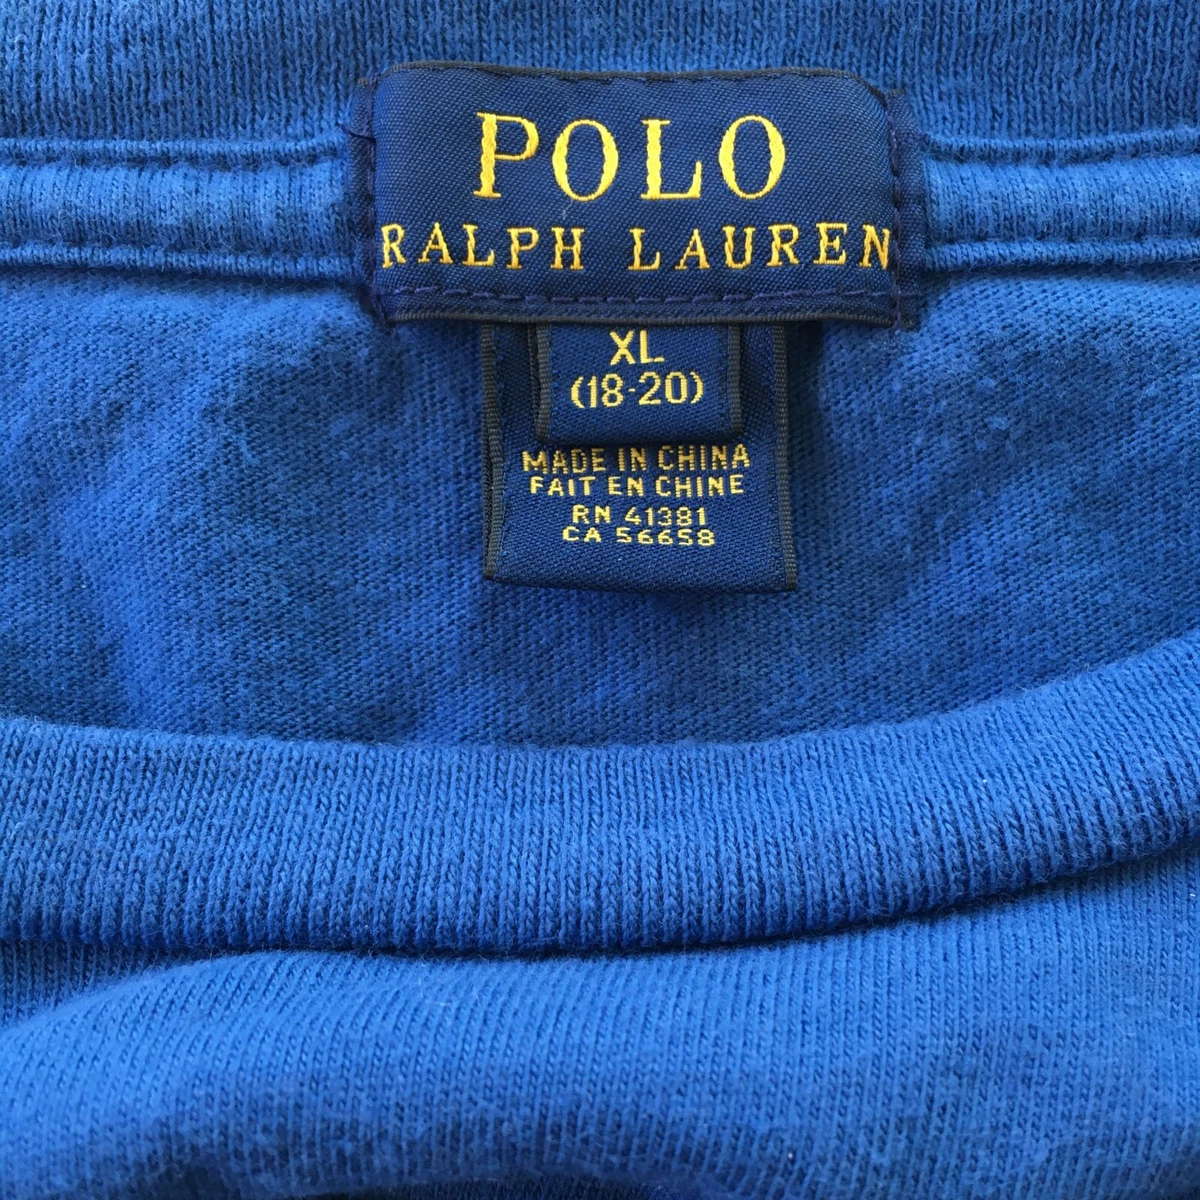 POLO
RALPH LAUREN
XL
(18-20)
MADE IN CHINA
FAIT EN CHINE
RN 41381
CA 56658